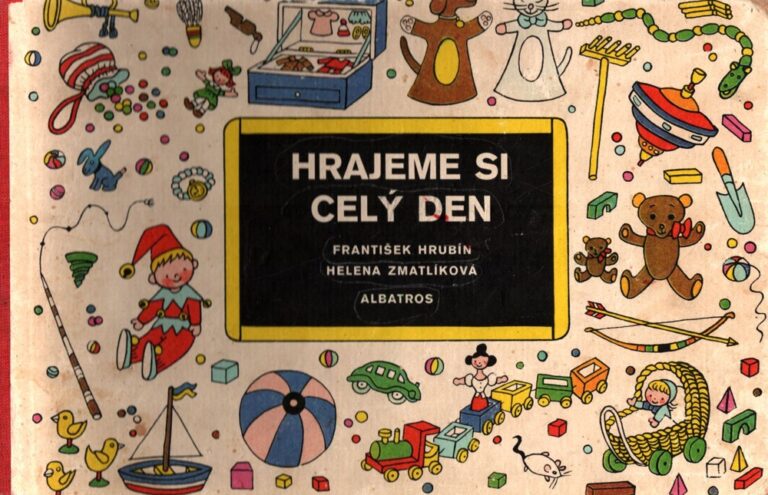 HRAJEME SI
CELÝ DEN
FRANTIŠEK HRUBÍN
HELENA ZMATLÍKOVÁ
ALBATROS